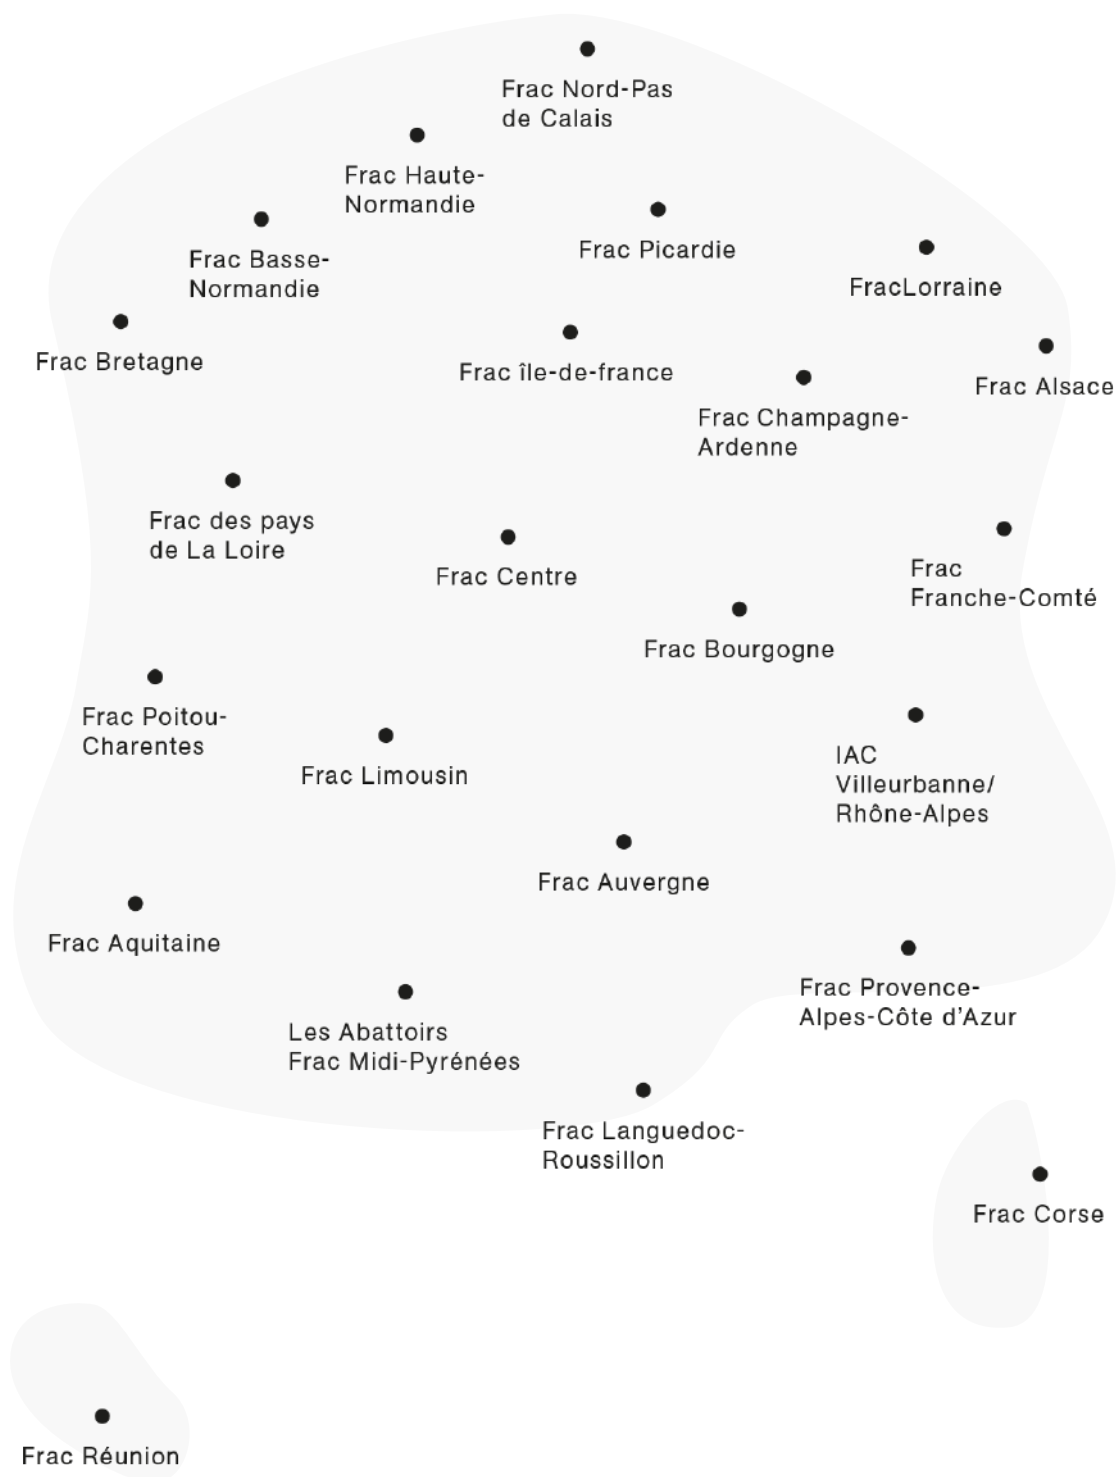 Frac Nord-Pas
de Calais
Frac Haute-
Normandie
Frac Picardie
Frac Basse-
Normandie
FracLorraine
Frac Bretagne
Frac île-de-france
Frac Alsace
Frac Champagne-
Ardenne
Frac des pays
de La Loire
Frac Centre
Frac
Franche-Comté
Frac Bourgogne
Frac Poitou-
Charentes
Frac Limousin
IAC
Villeurbanne/
Rhône-Alpes
Frac Auvergne
Frac Aquitaine
Frac Provence-
Alpes-Côte d'Azur
Les Abattoirs
Frac Midi-Pyrénées
Frac Languedoc-
Roussillon
Frac Corse
Frac Réunion